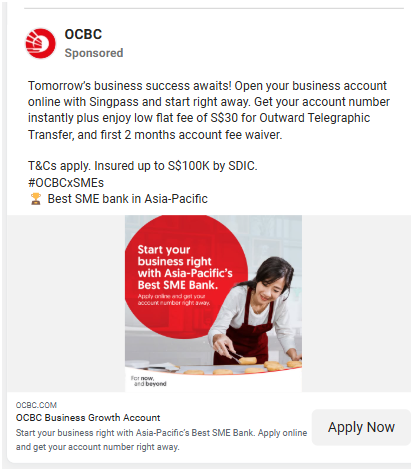 OCBC
Sponsored
Tomorrow's business success awaits! Open your business account
online with Singpass and start right away. Get your account number
instantly plus enjoy low flat fee of S$30 for Outward Telegraphic
Transfer, and first 2 months account fee waiver.
T&Cs apply. Insured up to S$100K by SDIC.
#OCBCxSMEs
🏆 Best SME bank in Asia-Pacific
Start your
business right
with Asia-Pacific's
Best SME Bank.
Apply online and get your
account number right away.
For now,
and beyond
OCBC.COM
OCBC Business Growth Account
Start your business right with Asia-Pacific's Best SME Bank. Apply online
and get your account number right away.
Apply Now